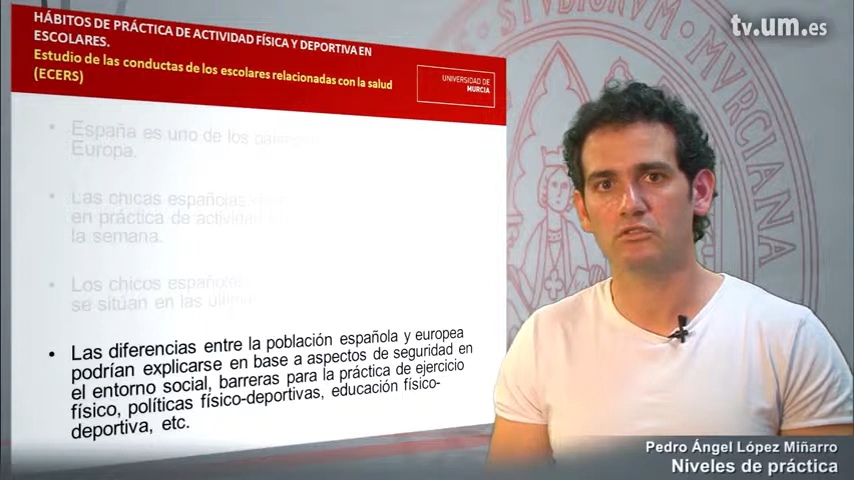 HÁBITOS DE PRÁCTICA DE ACTIVIDAD FÍSICA Y DEPORTIVA EN
ESCOLARES.
Estudio de las conductas de los escolares relacionadas con la salud
(ECERS)
UNIVERSIDAD DE
MURCIA
tv.um.es
STVDIORVM
MVRCIANA
• España es uno de los
Europa.
• Las chicas españolas
en práctica de actividad
la semana.
• Los chicos españoles
se sitúan en las
• Las diferencias entre la población española y europea
podrían explicarse en base a aspectos de seguridad en
el entorno social, barreras para la práctica de ejercicio
físico, políticas físico-deportivas, educación físico-
deportiva, etc.
Pedro Ángel López Miñarro
Niveles de práctica